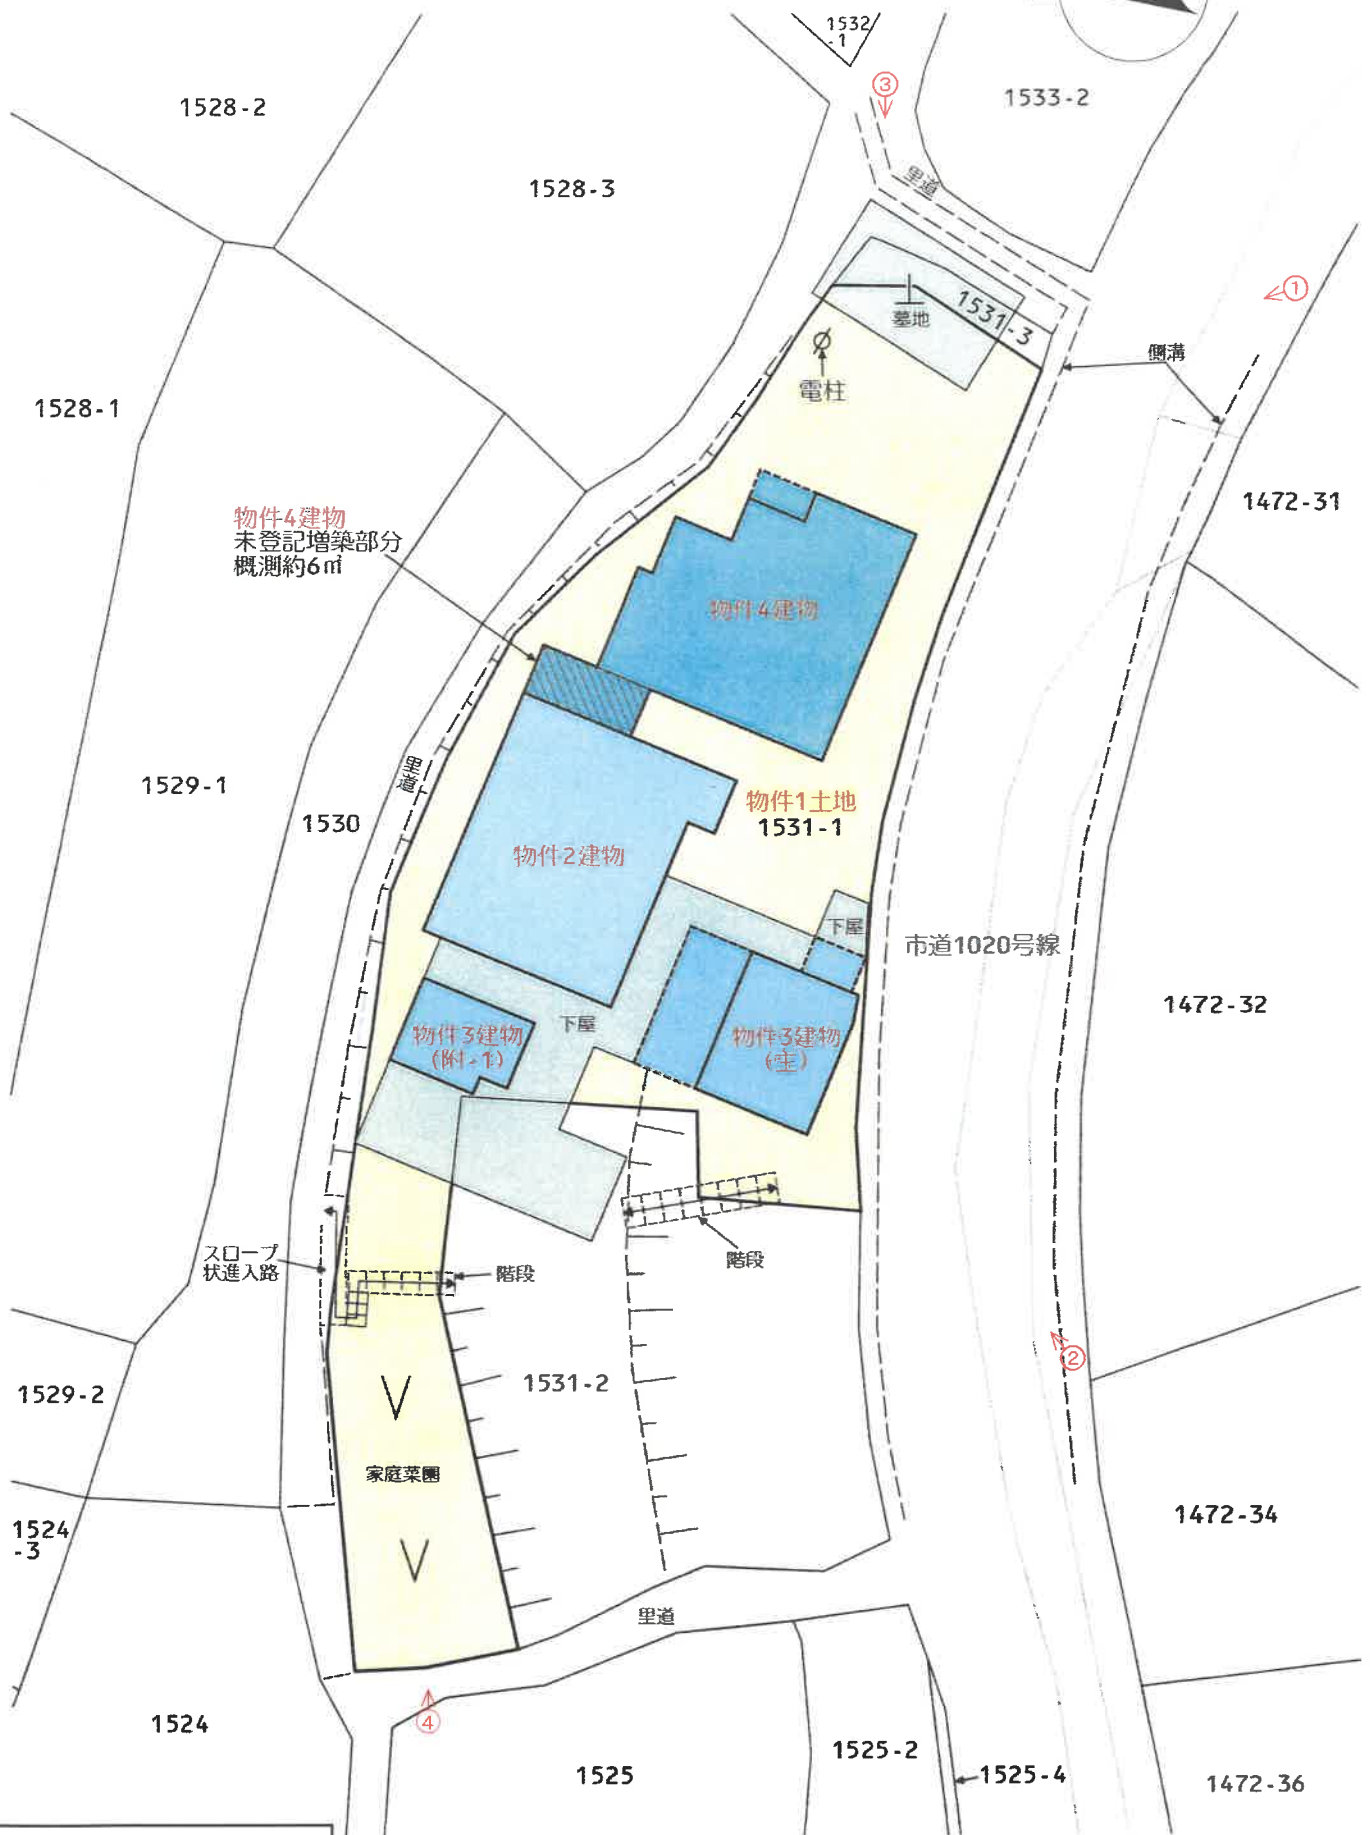 1532
-1
③
1528-2
1533-2
1528-3
里道
①
1531-3
墓地
側溝
電柱
1528-1
1472-31
物件4建物
未登記増築部分
概測約6㎡
物件4建物
里道
1529-1
物件1土地
1531-1
1530
物件2建物
下屋
市道1020号線
1472-32
下屋
物件3建物
(附-1)
物件3建物
(主)
スロープ
状進入路
階段
階段
②
1529-2
1531-2
家庭菜園
1524
-3
1472-34
里道
1524
④
1525-2
1525
1525-4
1472-36